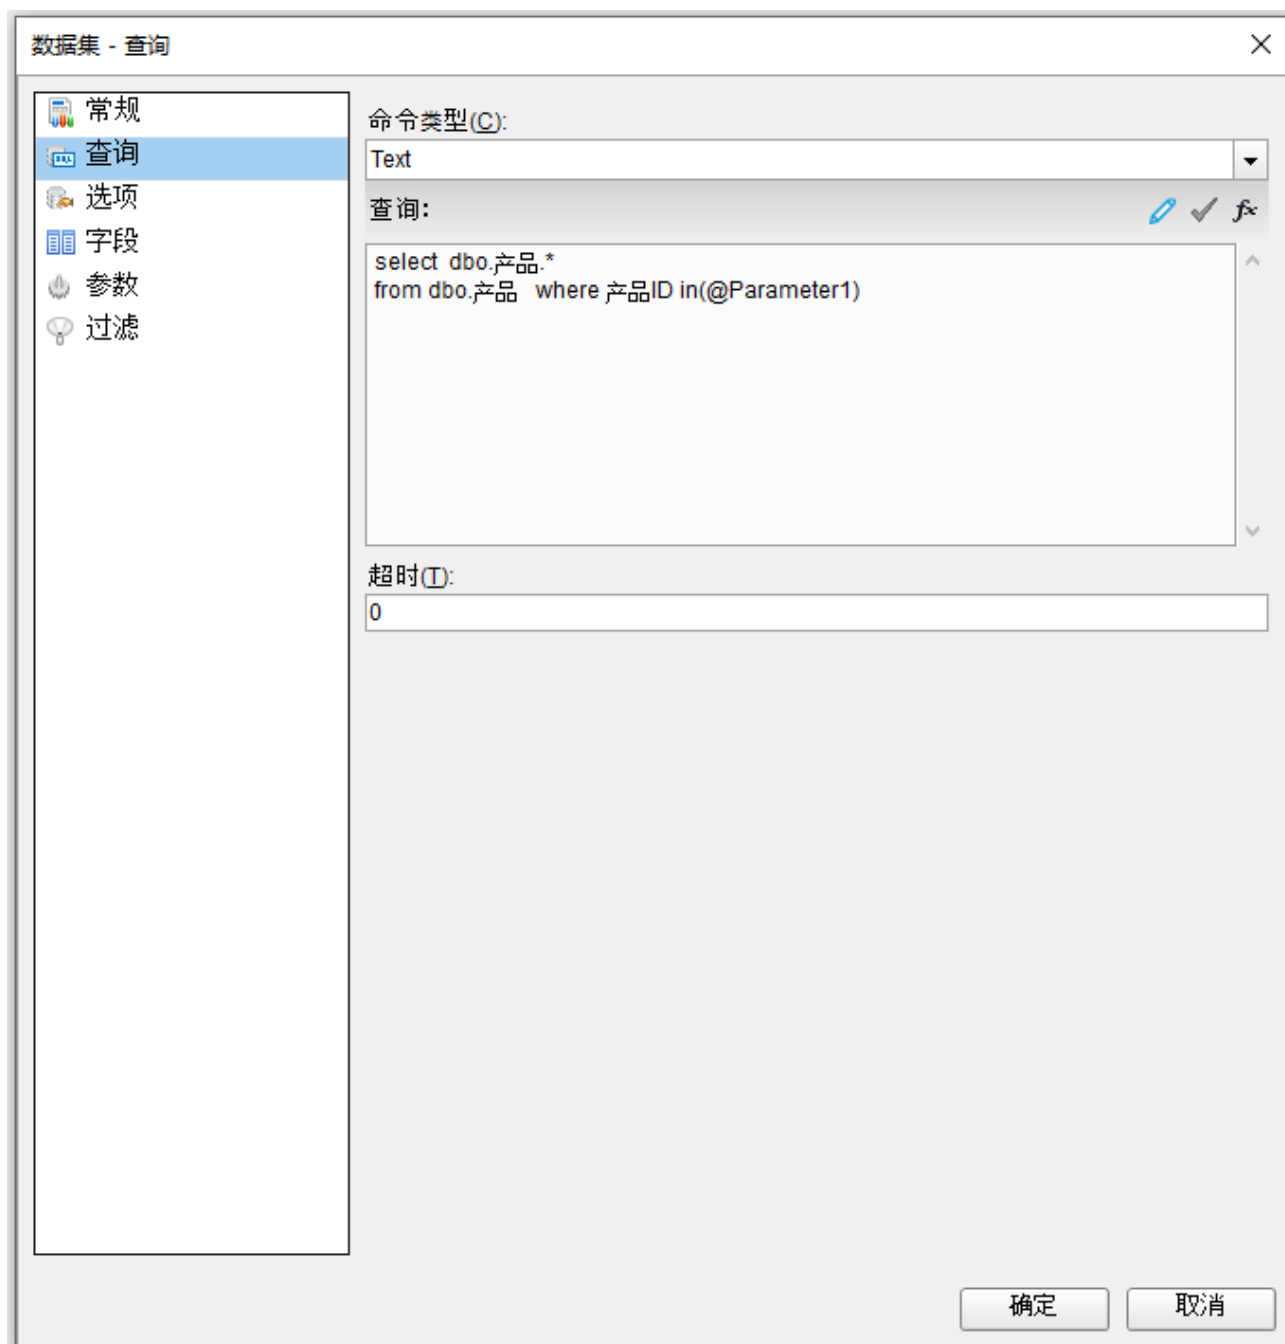 数据集 - 查询
常规
查询
选项
字段
参数
过滤
命令类型(C):
Text
查询:
select  dbo.产品.*
from dbo.产品   where 产品ID in(@Parameter1)
超时(T):
0
确定
取消